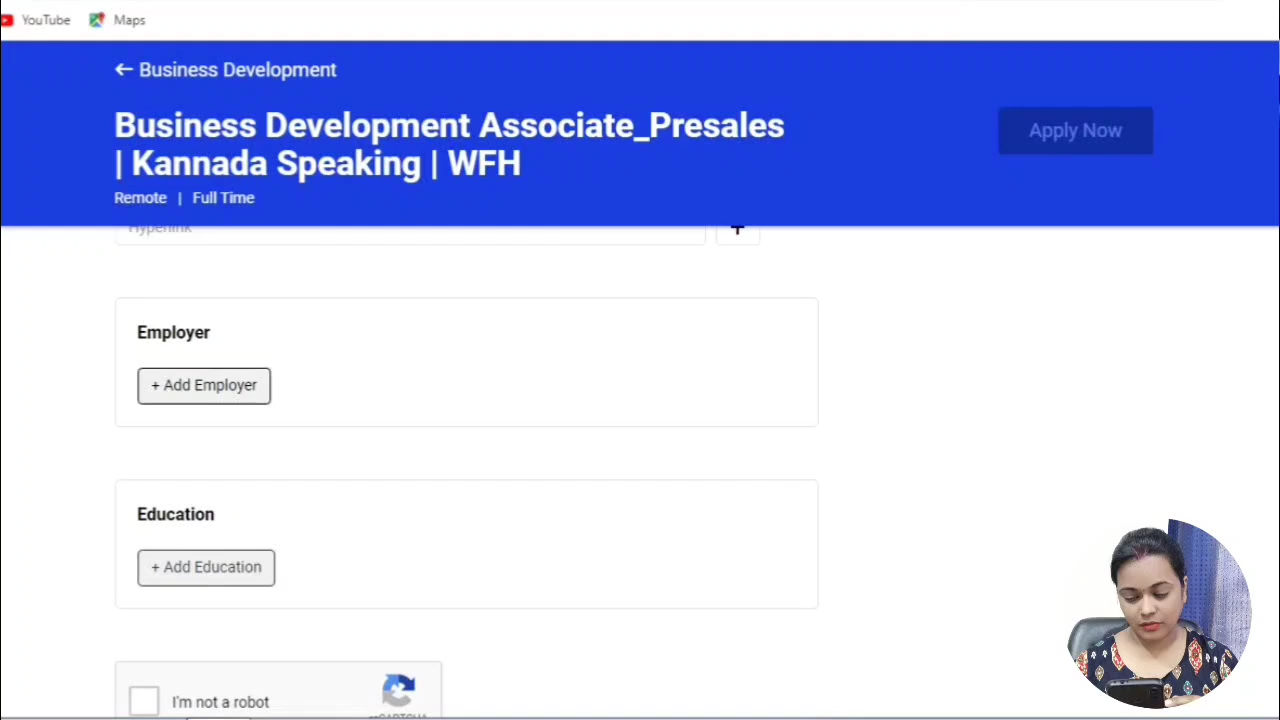 YouTube Maps
← Business Development
Business Development Associate_Presales
| Kannada Speaking | WFH
Apply Now
Remote | Full Time
Hyperlink
+
Employer
+ Add Employer
Education
+ Add Education
I'm not a robot
reCAPTCHA